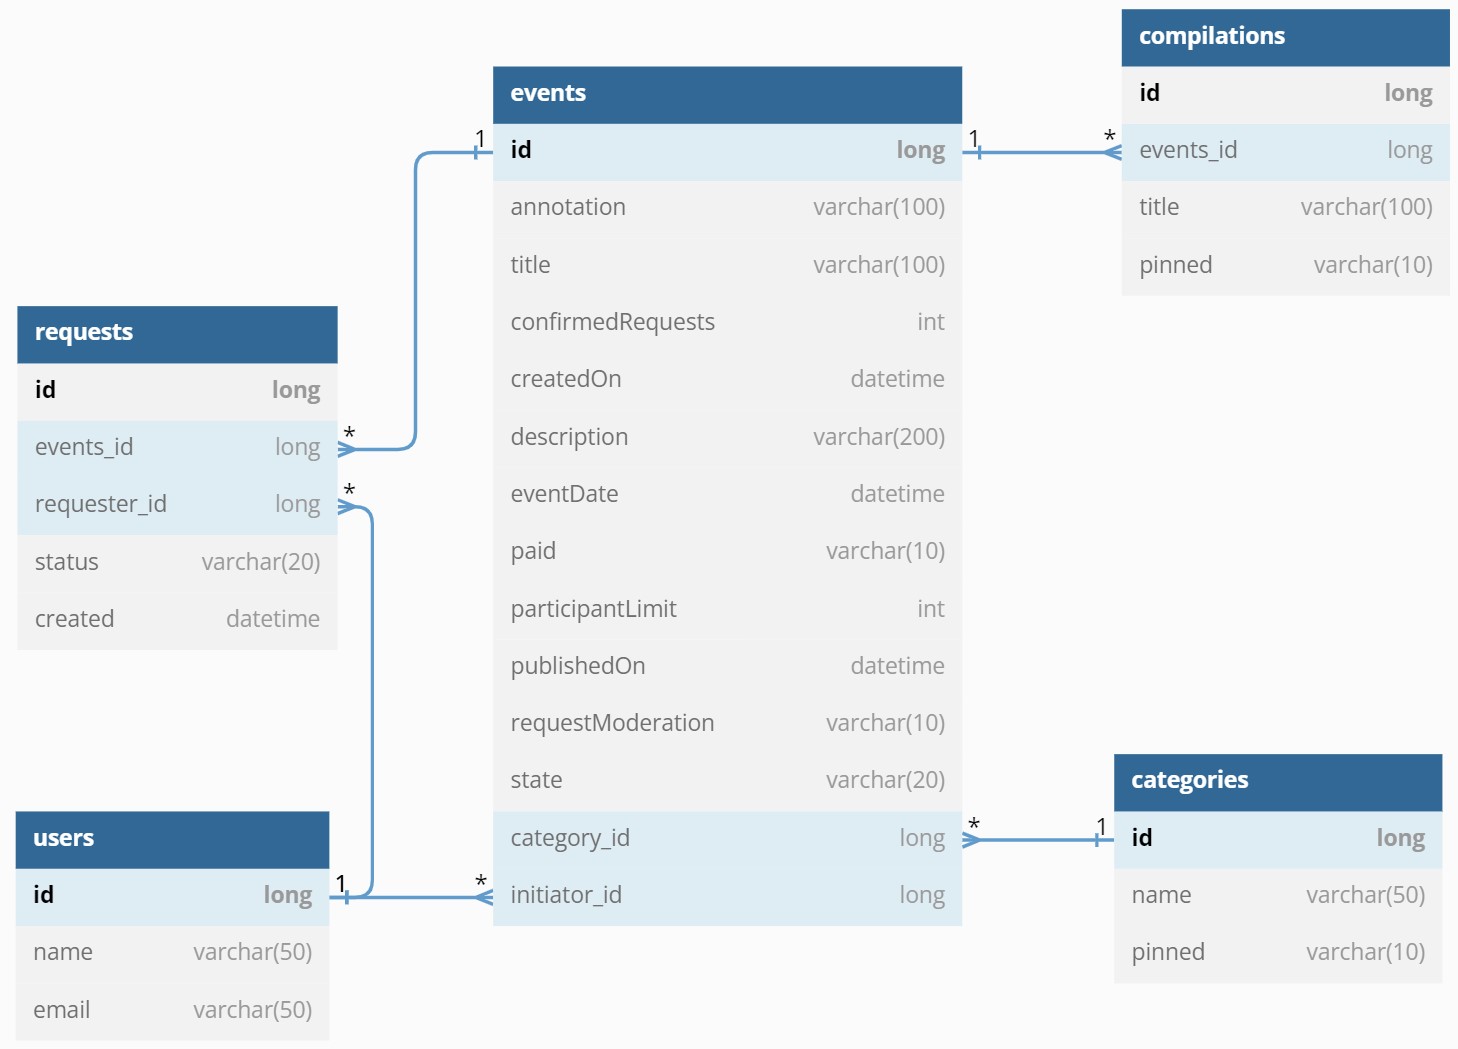 compilations
id long
events_id long
title varchar(100)
pinned varchar(10)
1 *
events
id long
annotation varchar(100)
title varchar(100)
confirmedRequests int
createdOn datetime
description varchar(200)
eventDate datetime
paid varchar(10)
participantLimit int
publishedOn datetime
requestModeration varchar(10)
state varchar(20)
category_id long
initiator_id long
1
*
*
requests
id long
events_id long
requester_id long
status varchar(20)
created datetime
* 1
categories
id long
name varchar(50)
pinned varchar(10)
1 *
users
id long
name varchar(50)
email varchar(50)